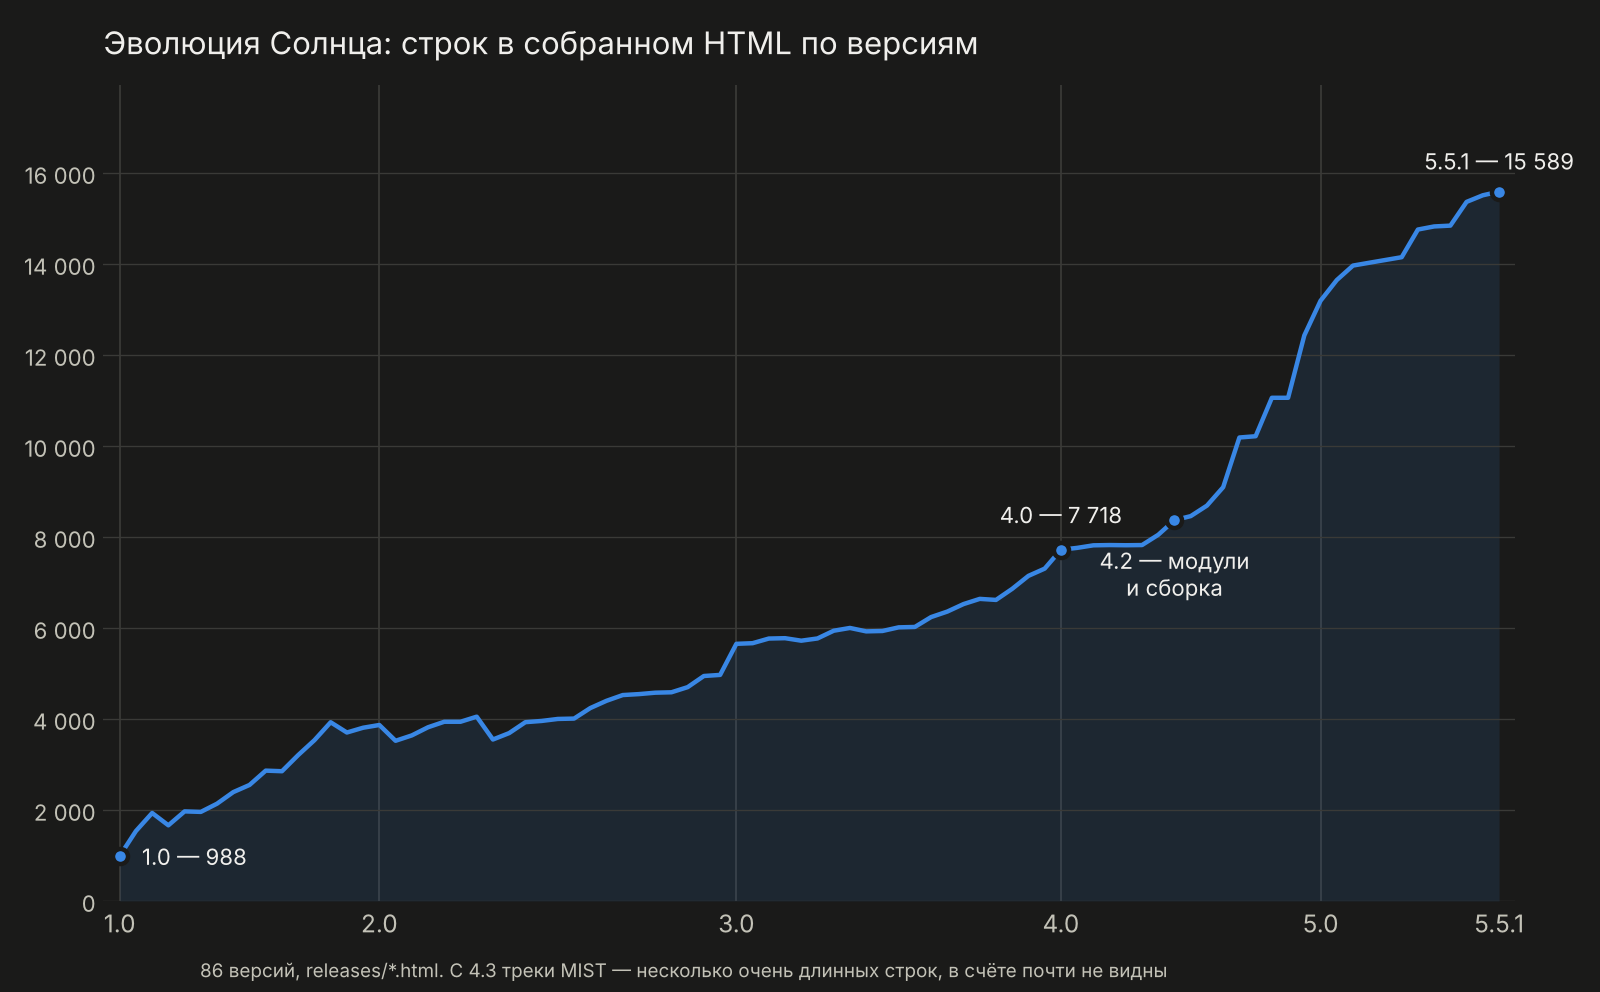 Эволюция Солнца: строк в собранном HTML по версиям
5.5.1 — 15 589
16 000
14 000
12 000
10 000
4.0 — 7 718
8 000
4.2 — модули
и сборка
6 000
4 000
2 000
1.0 — 988
0
1.0
2.0
3.0
4.0
5.0
5.5.1
86 версий, releases/*.html. С 4.3 треки MIST — несколько очень длинных строк, в счёте почти не видны